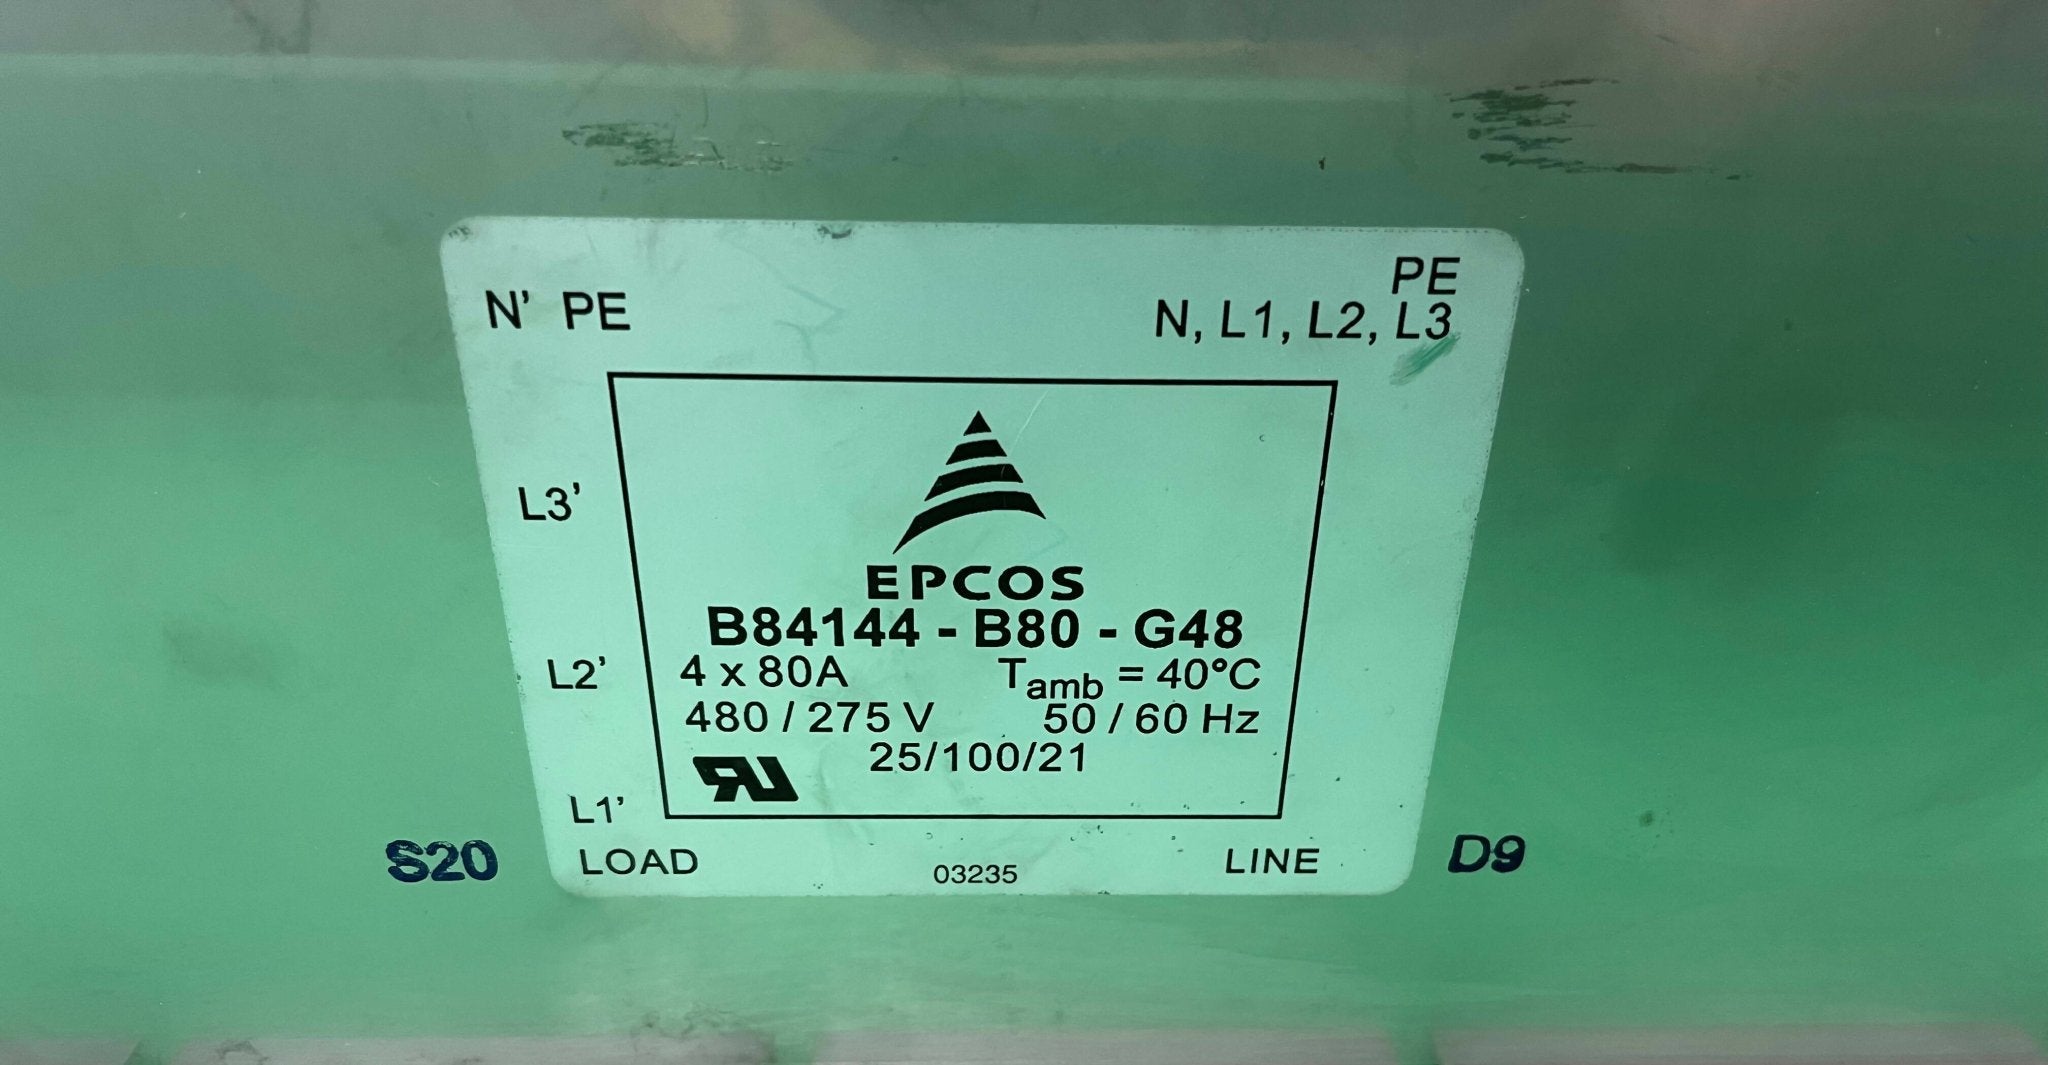 PE
N' PE N, L1, L2, L3
L3'
EPCOS
B84144 - B80 - G48
L2' 4 x 80A Tamb = 40°C
480 / 275 V 50 / 60 Hz
25/100/21
L1'
S20 LOAD 03235 LINE D9